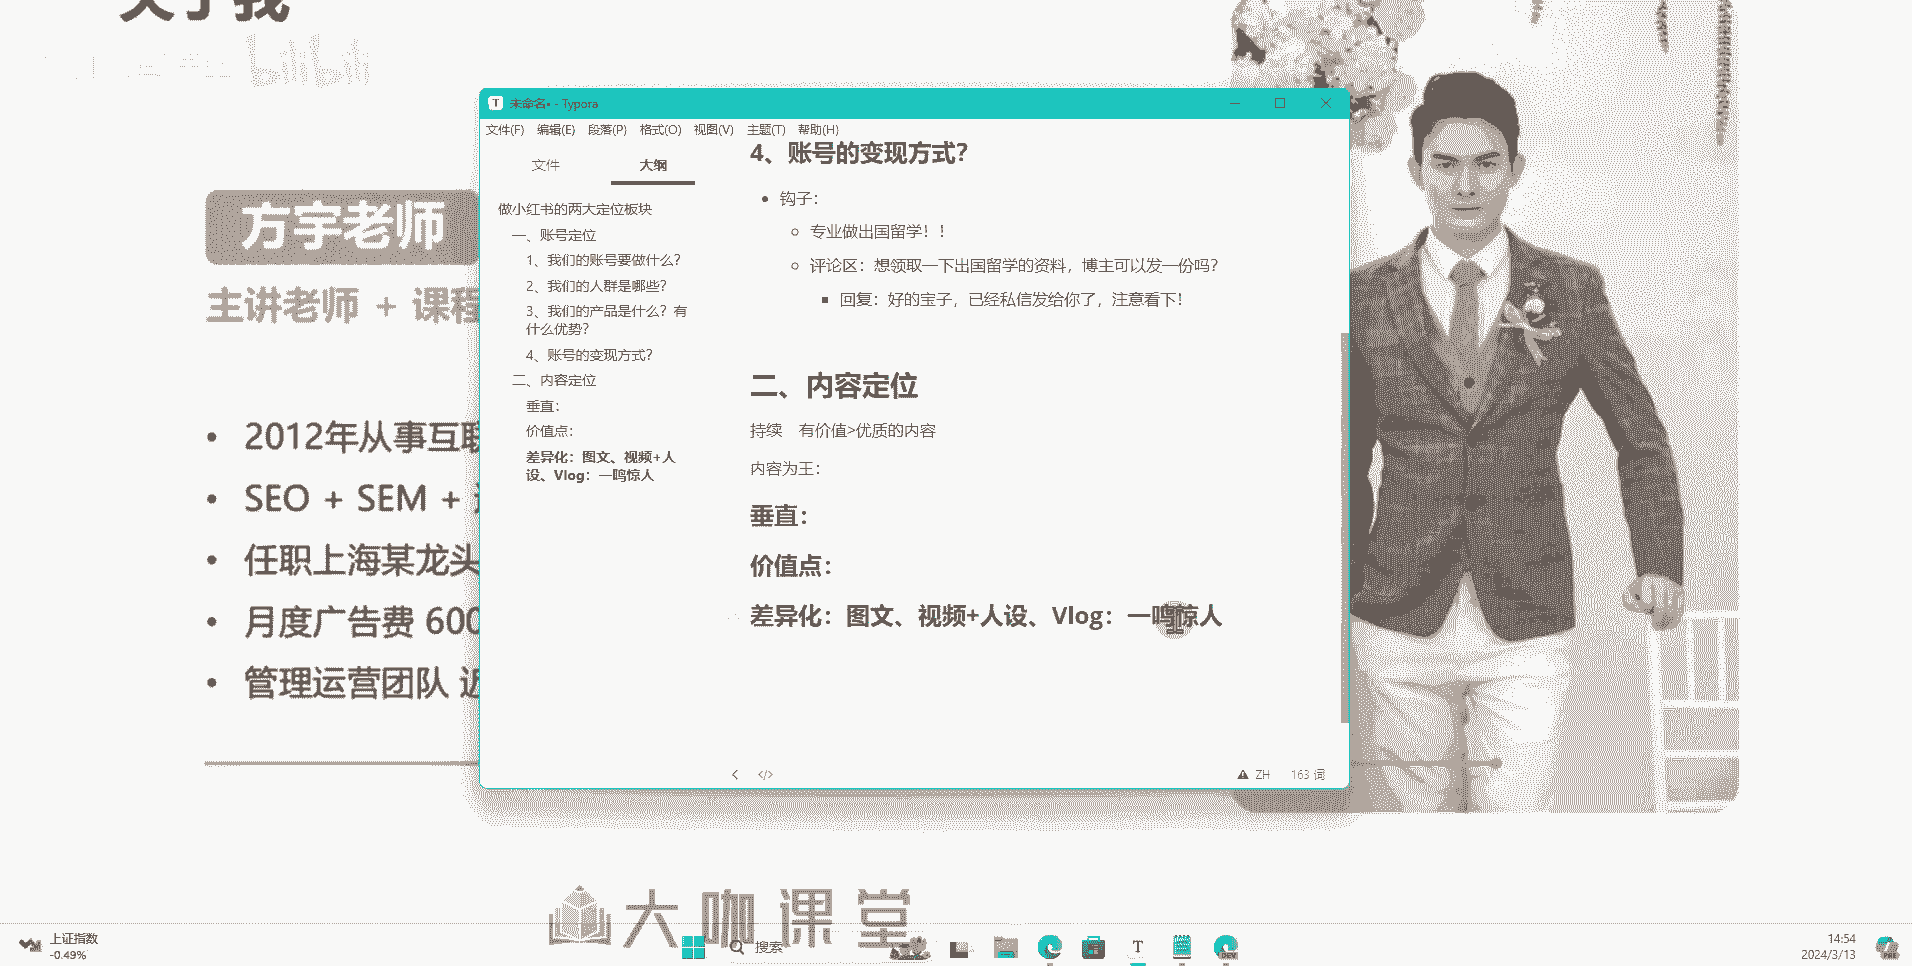 关于我
bilibili
方宇老师
主讲老师 + 课程
• 2012年从事互联
• SEO + SEM +
• 任职上海某龙头
• 月度广告费 600
• 管理运营团队 近
未命名• - Typora
文件(F) 编辑(E) 段落(P) 格式(O) 视图(V) 主题(T) 帮助(H)
文件 大纲
做小红书的两大定位板块
一、账号定位
1、我们的账号要做什么？
2、我们的人群是哪些？
3、我们的产品是什么？有
什么优势？
4、账号的变现方式？
二、内容定位
垂直：
价值点：
差异化：图文、视频+人
设、Vlog：一鸣惊人
4、账号的变现方式？
• 钩子：
专业做出国留学！！
评论区：想领取一下出国留学的资料，博主可以发一份吗？
回复：好的宝子，已经私信发给你了，注意看下！
二、内容定位
持续 有价值>优质的内容
内容为王：
垂直：
价值点：
差异化：图文、视频+人设、Vlog：一鸣惊人
</> ZH 163 词
大咖课堂
上证指数
-0.49%
搜索
T
DEV
14:54
2024/3/13
PRE